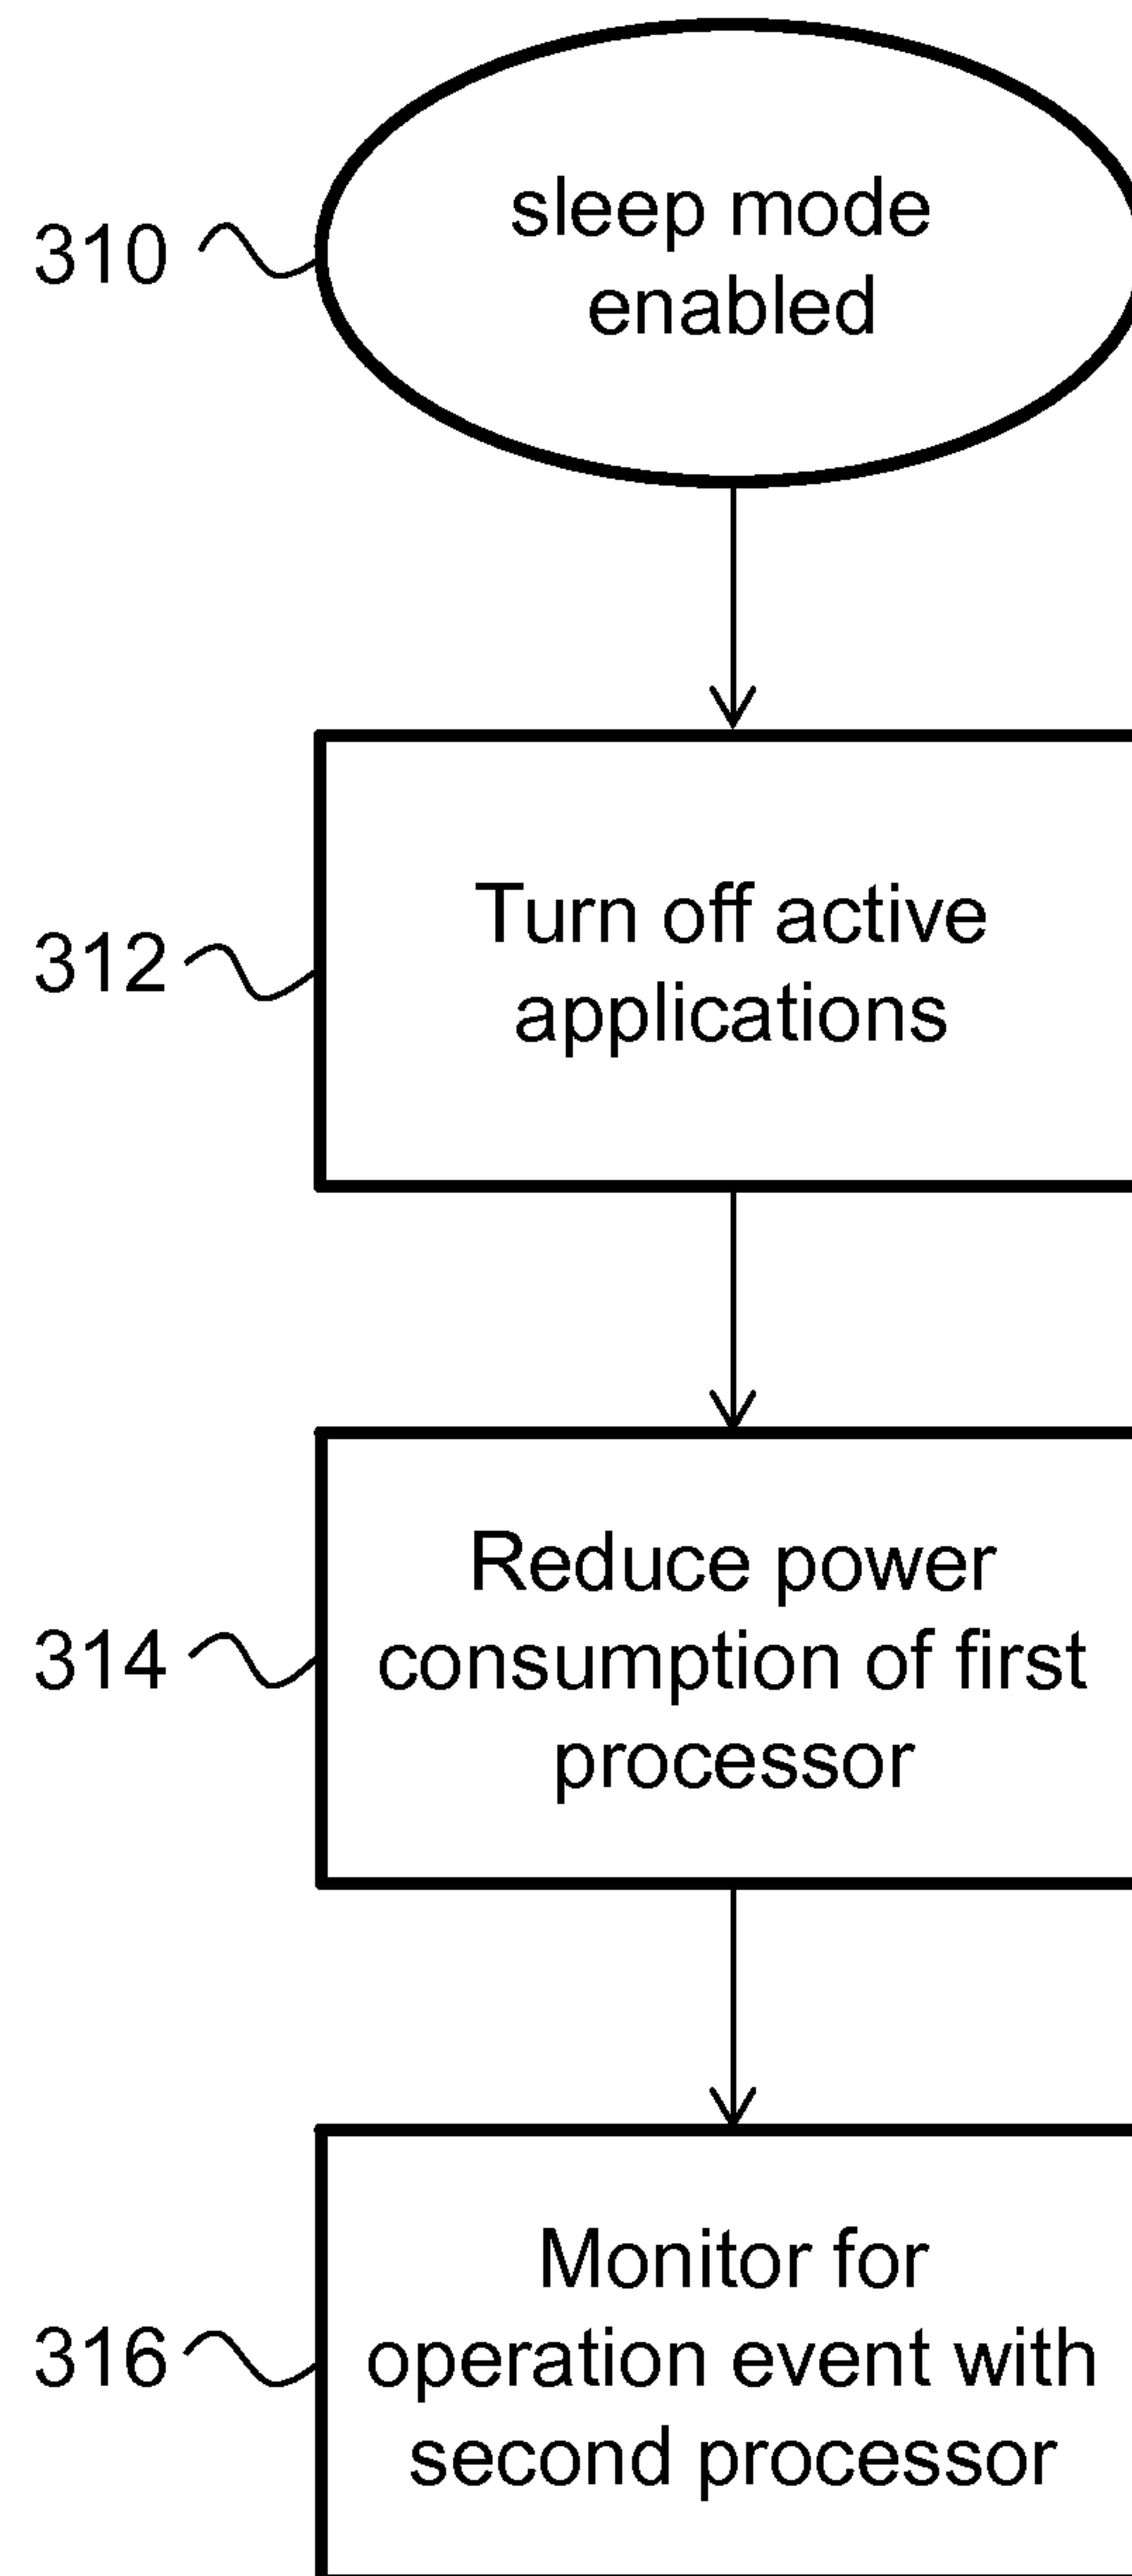 310
sleep mode
enabled
312
Turn off active
applications
314
Reduce power
consumption of first
processor
316
Monitor for
operation event with
second processor